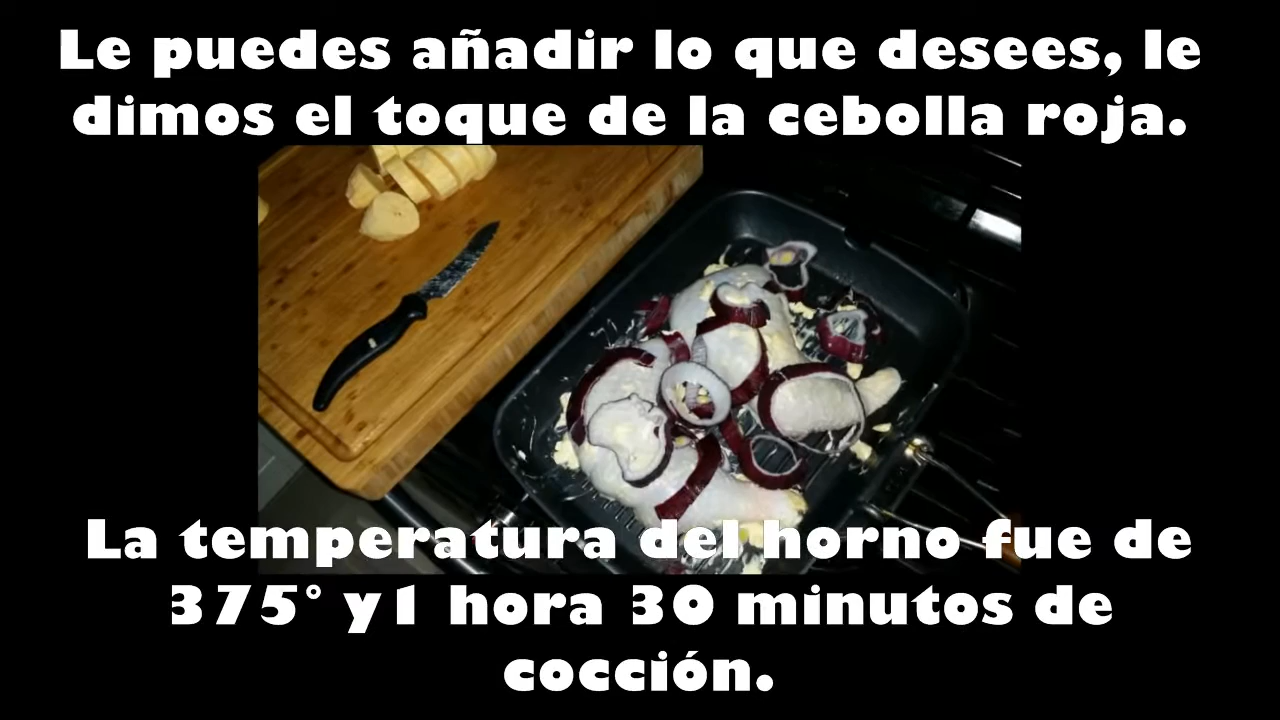 Le puedes añadir lo que desees, le
dimos el toque de la cebolla roja.
La temperatura del horno fue de
375° y1 hora 30 minutos de
cocción.